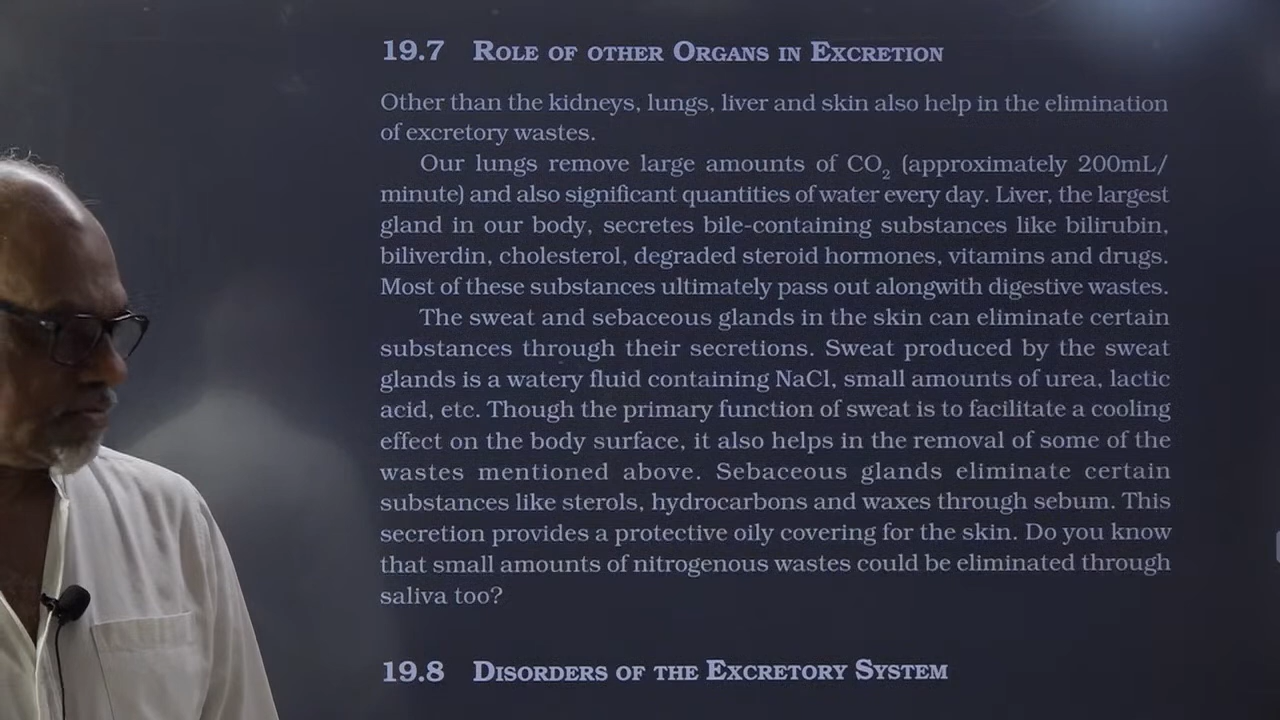 19.7 ROLE OF OTHER ORGANS IN EXCRETION
Other than the kidneys, lungs, liver and skin also help in the elimination
of excretory wastes.
Our lungs remove large amounts of CO₂ (approximately 200mL/
minute) and also significant quantities of water every day. Liver, the largest
gland in our body, secretes bile-containing substances like bilirubin,
biliverdin, cholesterol, degraded steroid hormones, vitamins and drugs.
Most of these substances ultimately pass out alongwith digestive wastes.
The sweat and sebaceous glands in the skin can eliminate certain
substances through their secretions. Sweat produced by the sweat
glands is a watery fluid containing NaCl, small amounts of urea, lactic
acid, etc. Though the primary function of sweat is to facilitate a cooling
effect on the body surface, it also helps in the removal of some of the
wastes mentioned above. Sebaceous glands eliminate certain
substances like sterols, hydrocarbons and waxes through sebum. This
secretion provides a protective oily covering for the skin. Do you know
that small amounts of nitrogenous wastes could be eliminated through
saliva too?
19.8 DISORDERS OF THE EXCRETORY SYSTEM